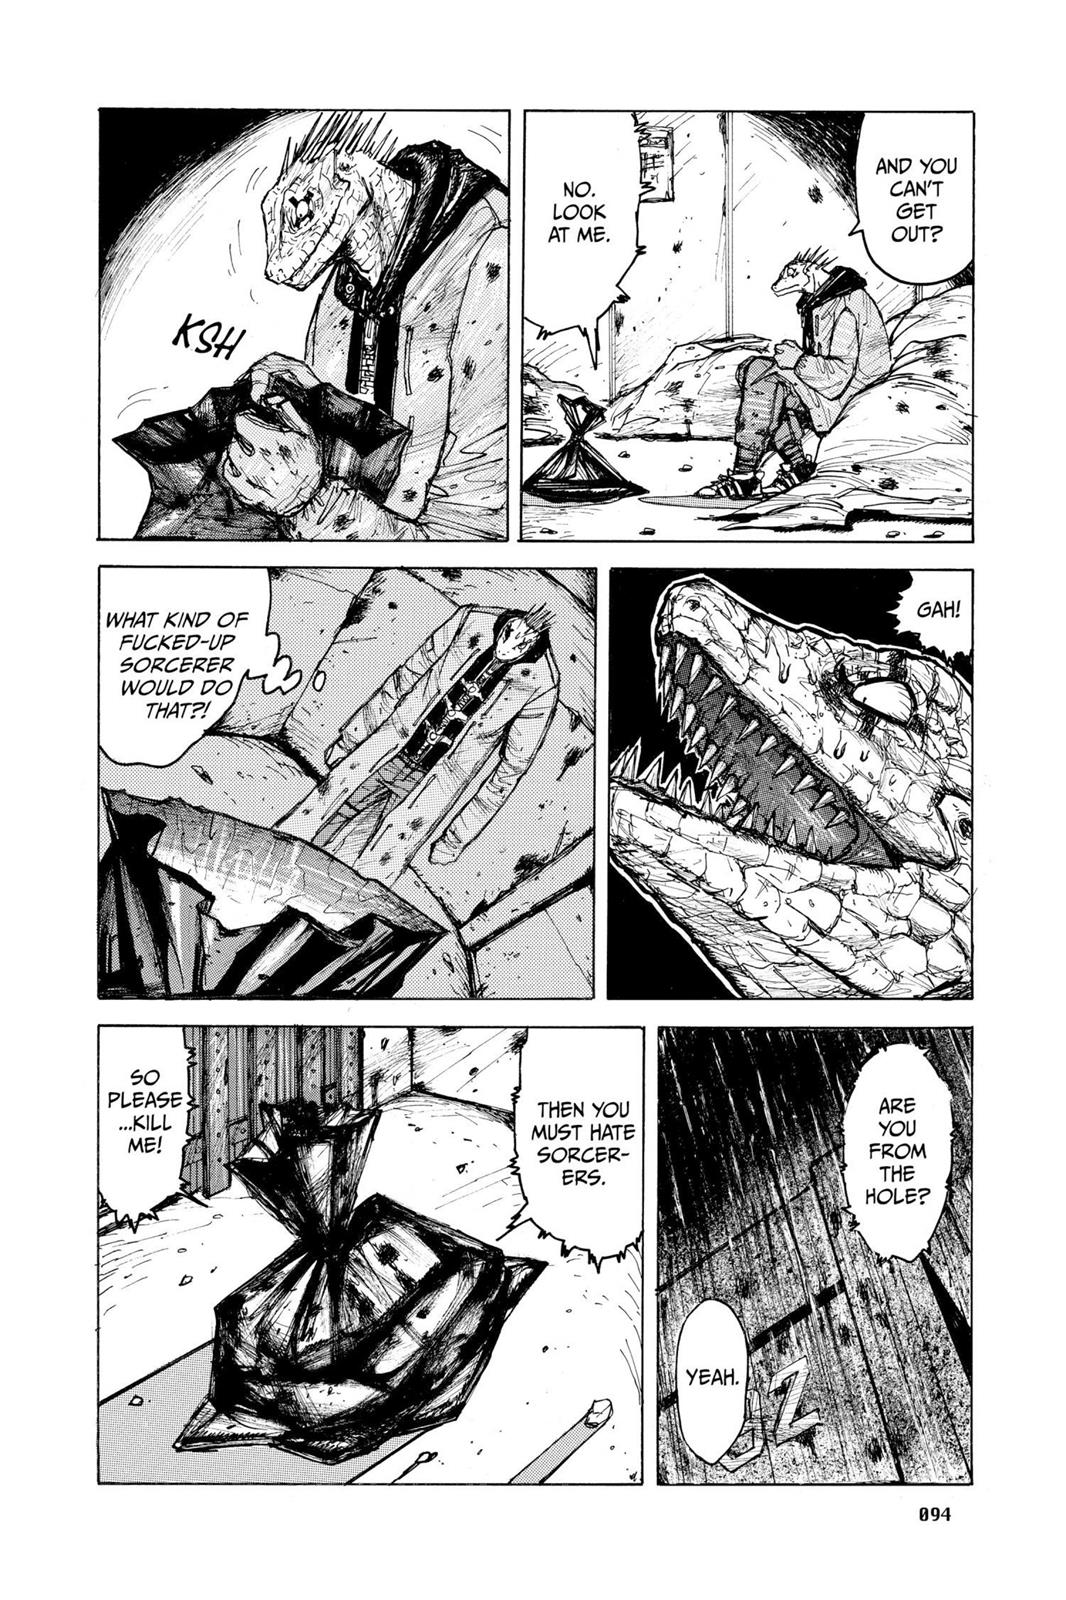 AND YOU
CAN'T
GET
OUT?
NO.
LOOK
AT ME.
KSH
GAH!
WHAT KIND OF
FUCKED-UP
SORCERER
WOULD DO
THAT?!
ARE
YOU
FROM
THE
HOLE?
YEAH.
THEN YOU
MUST HATE
SORCER-
ERS.
SO
PLEASE
...KILL
ME!
094